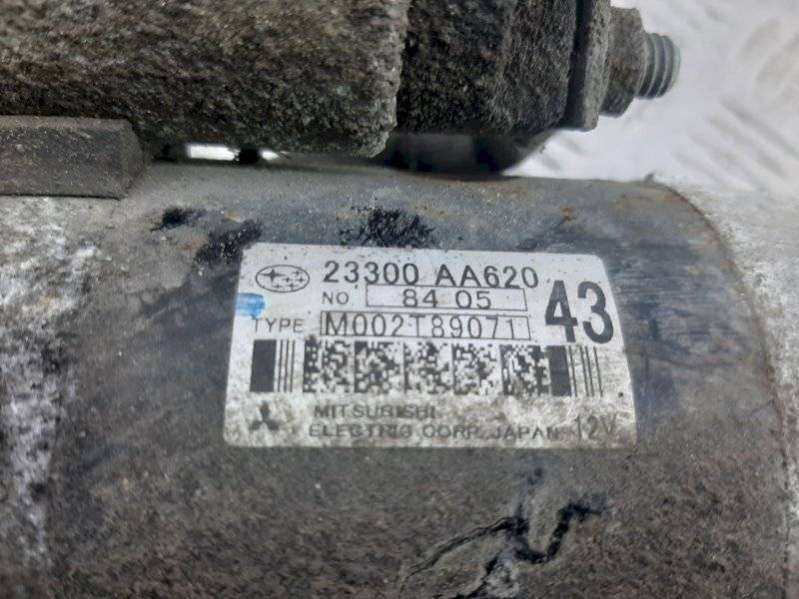 23300 AA620
NO 84 05
43
TYPE M002T89071
MITSUBISHI
ELECTRIC CORP. JAPAN 12V